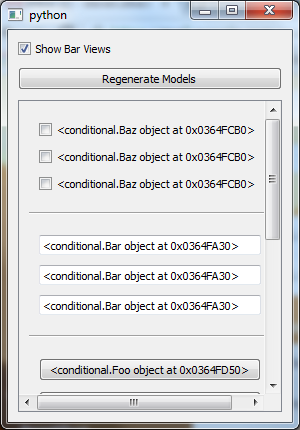 python
Show Bar Views
Regenerate Models
<conditional.Baz object at 0x0364FCB0>
<conditional.Baz object at 0x0364FCB0>
<conditional.Baz object at 0x0364FCB0>
<conditional.Bar object at 0x0364FA30>
<conditional.Bar object at 0x0364FA30>
<conditional.Bar object at 0x0364FA30>
<conditional.Foo object at 0x0364FD50>